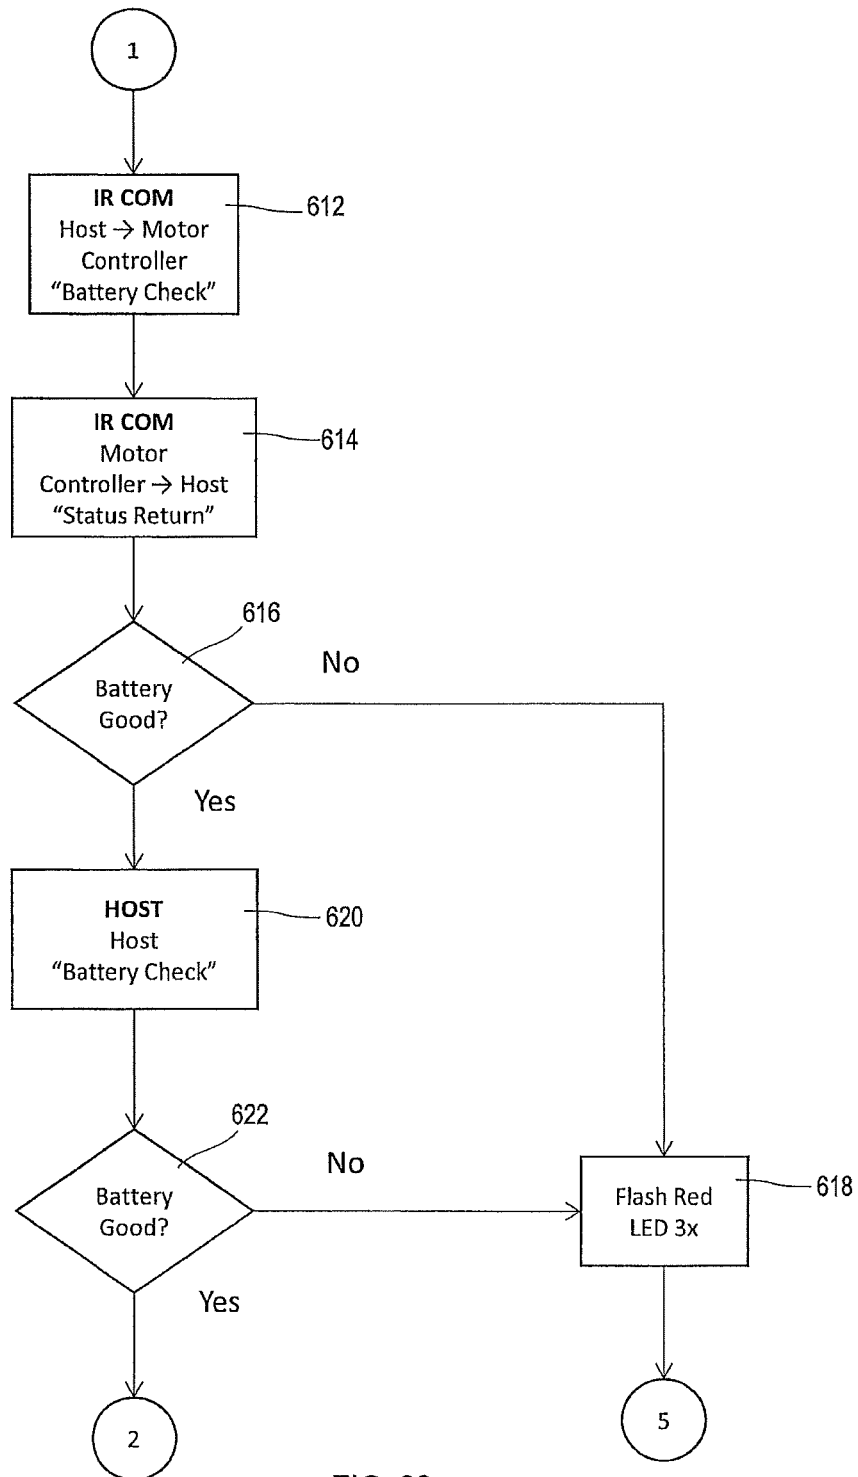 1
IR COM
Host → Motor
Controller
"Battery Check"
612
IR COM
Motor
Controller → Host
"Status Return"
614
616
Battery
Good?
No
Yes
HOST
Host
"Battery Check"
620
622
Battery
Good?
No
Yes
Flash Red
LED 3x
618
2
5